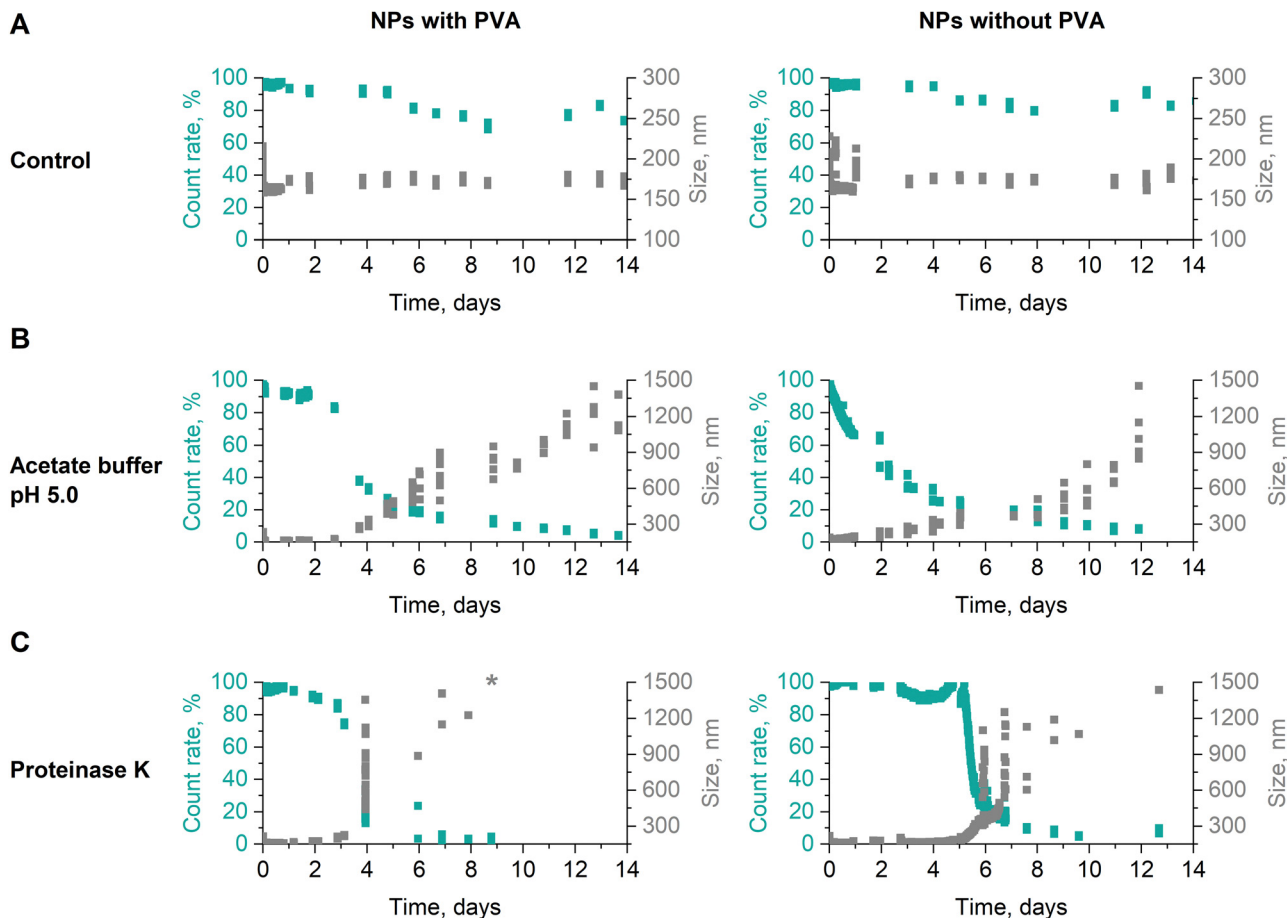 NPs with PVA
NPs without PVA
A
Control
Count rate, %
100
80
60
40
20
0
300
250
200
150
100
Size, nm
0 2 4 6 8 10 12 14
Time, days
Count rate, %
100
80
60
40
20
0
300
250
200
150
100
Size, nm
0 2 4 6 8 10 12 14
Time, days
B
Acetate buffer
pH 5.0
Count rate, %
100
80
60
40
20
0
1500
1200
900
600
300
Size, nm
0 2 4 6 8 10 12 14
Time, days
Count rate, %
100
80
60
40
20
0
1500
1200
900
600
300
Size, nm
0 2 4 6 8 10 12 14
Time, days
C
Proteinase K
Count rate, %
100
80
60
40
20
0
*
1500
1200
900
600
300
Size, nm
0 2 4 6 8 10 12 14
Time, days
Count rate, %
100
80
60
40
20
0
1500
1200
900
600
300
Size, nm
0 2 4 6 8 10 12 14
Time, days